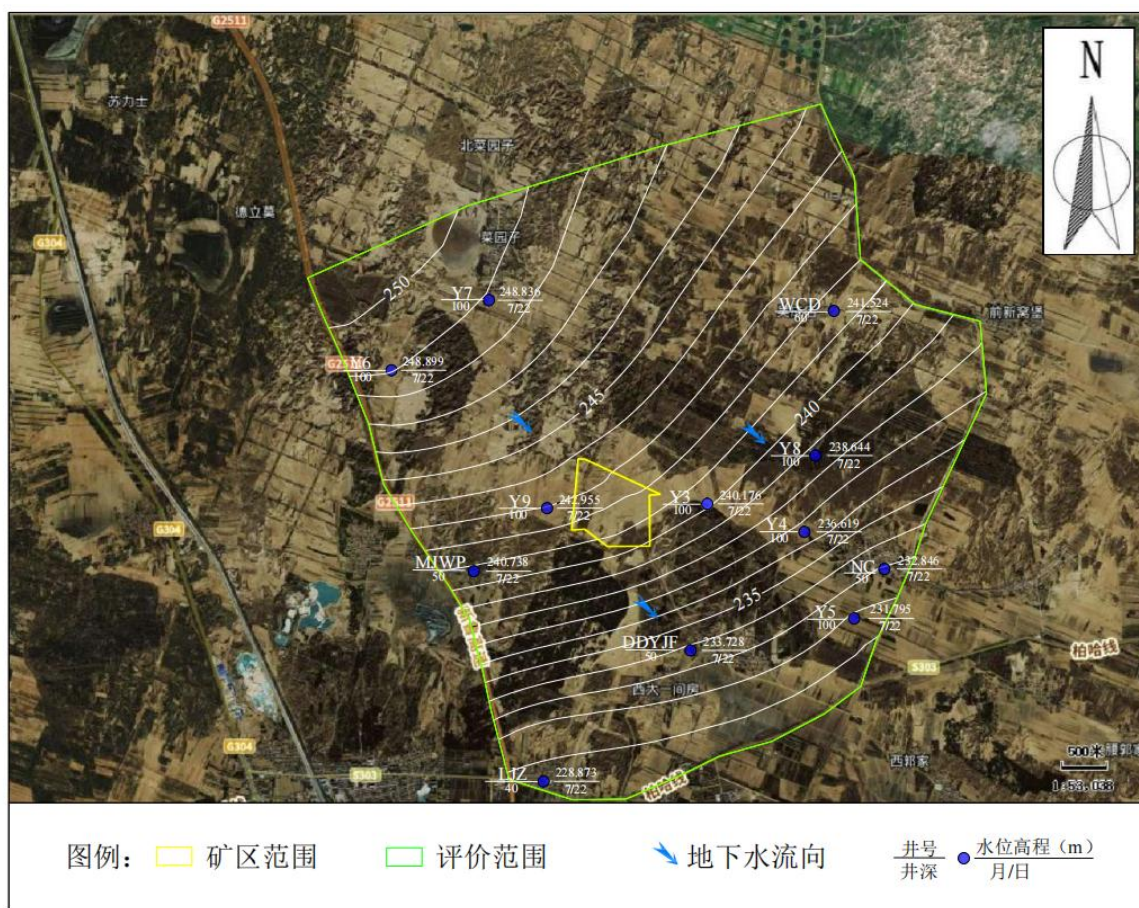 G2511
N
苏力士
北菜园子
德立莫
G304
菜园子
250
Y7
100
248.836
7/22
WCD
60
241.524
7/22
前新窝堡
Y6
100
248.899
7/22
245
240
Y8
100
238.644
7/22
G2511
Y9
100
242.955
7/22
Y3
100
240.176
7/22
Y4
100
236.619
7/22
G304
MJWP
50
240.738
7/22
NC
50
232.846
7/22
235
Y5
100
231.795
7/22
DDYJF
50
233.728
7/22
柏哈线
S303
西大一间房
G304
S303
LJZ
40
228.873
7/22
柏哈线
西郭家
500米
1:53,038
图例:
矿区范围
评价范围
地下水流向
井号
井深
水位高程(m)
月/日